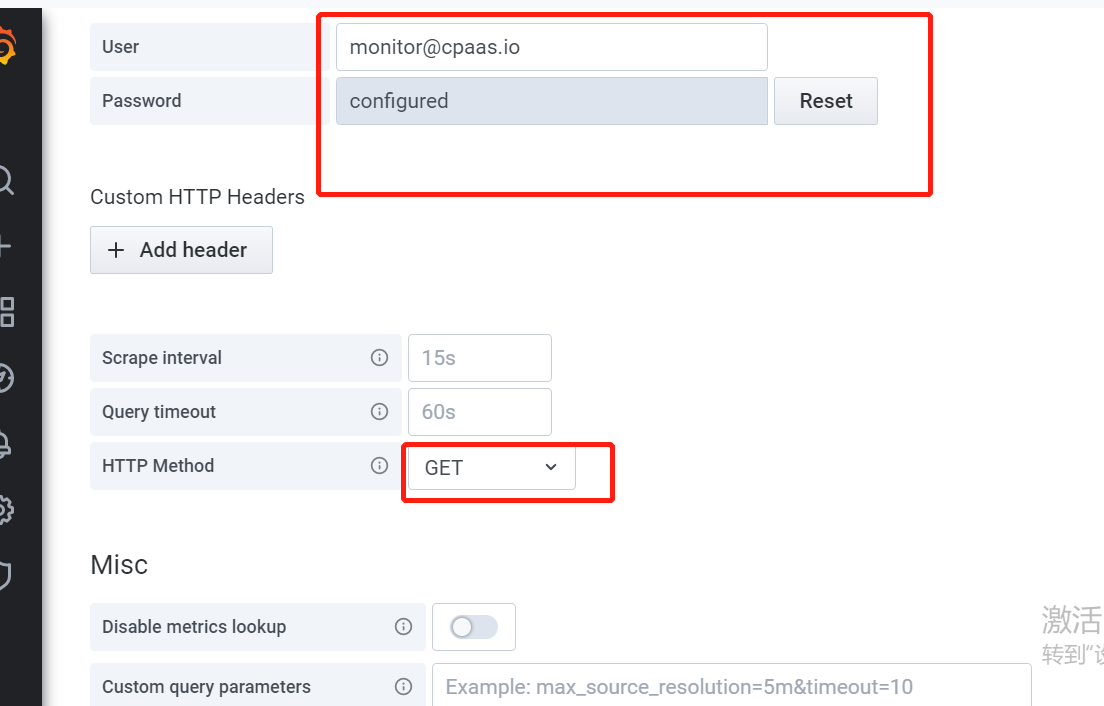 User monitor@cpaas.io
Password configured Reset
Custom HTTP Headers
+ Add header
Scrape interval 15s
Query timeout 60s
HTTP Method GET
Misc
Disable metrics lookup
激活
转到“设
Custom query parameters Example: max_source_resolution=5m&timeout=10